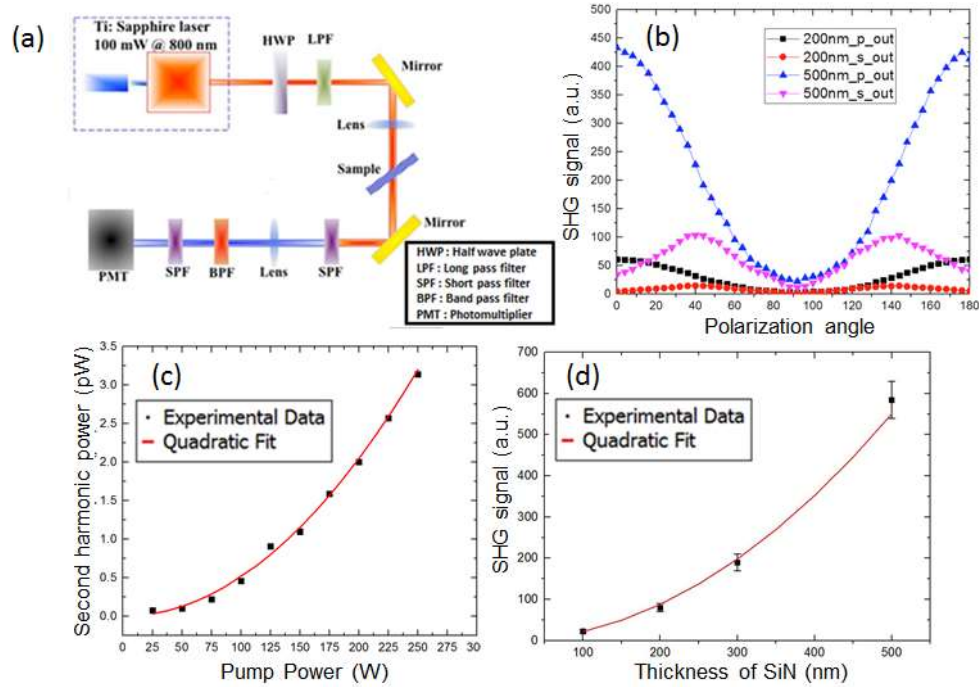 (a)
Ti: Sapphire laser
100 mW @ 800 nm
HWP
LPF
Mirror
Lens
Sample
Mirror
PMT
SPF
BPF
Lens
SPF
HWP : Half wave plate
LPF : Long pass filter
SPF : Short pass filter
BPF : Band pass filter
PMT : Photomultiplier
(b)
SHG signal (a.u.)
500
450
400
350
300
250
200
150
100
50
0
200nm_p_out
200nm_s_out
500nm_p_out
500nm_s_out
0 20 40 60 80 100 120 140 160 180
Polarization angle
(c)
Second harmonic power (pW)
3.5
3.0
2.5
2.0
1.5
1.0
0.5
0.0
Experimental Data
Quadratic Fit
0 25 50 75 100 125 150 175 200 225 250
Pump Power (W)
(d)
SHG signal (a.u.)
700
600
500
400
300
200
100
0
Experimental Data
Quadratic Fit
100 200 300 400 500
Thickness of SiN (nm)